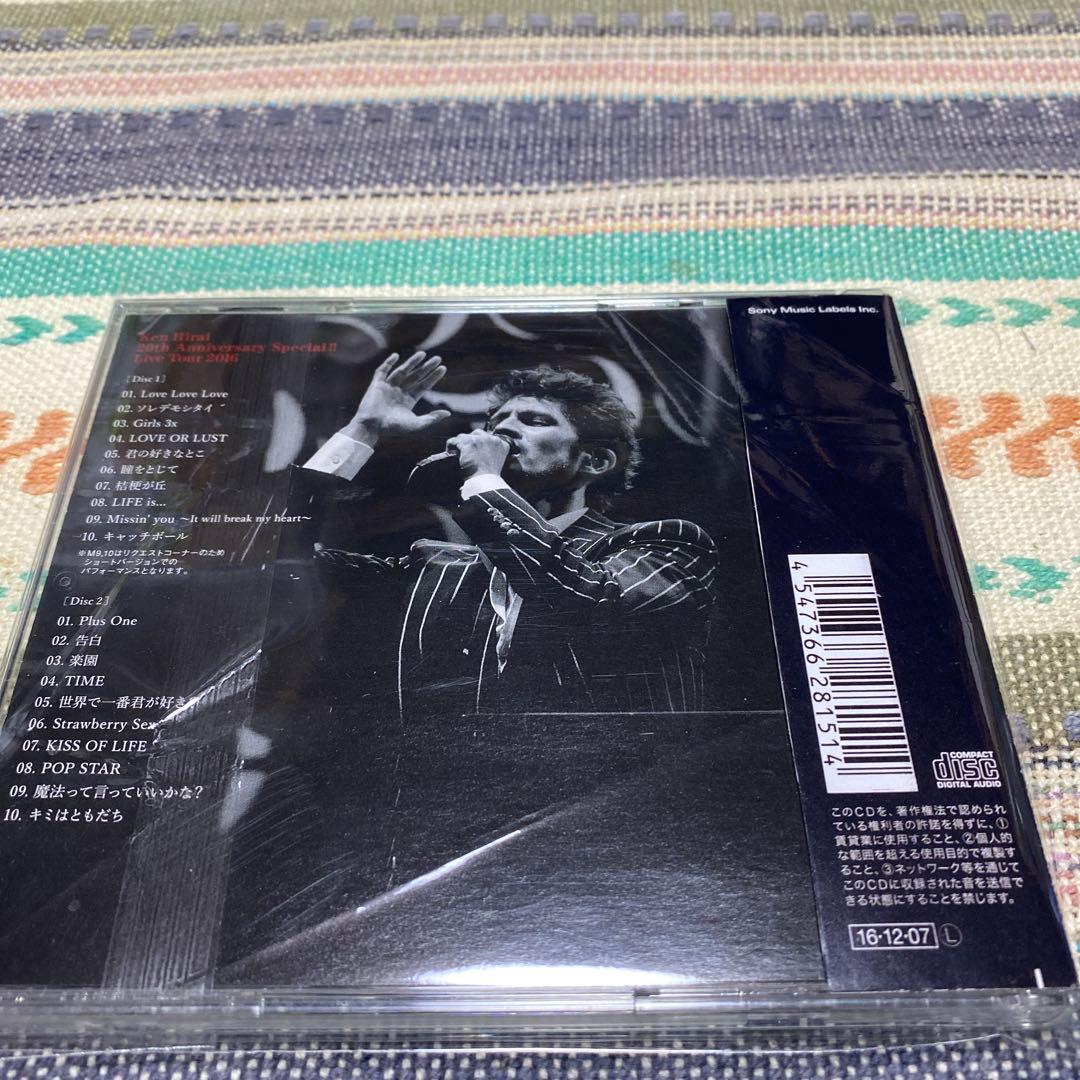 Ken Hirai
20th Anniversary Special!!
Live Tour 2016
[Disc 1]
01. Love Love Love
02. ソレデモシタイ
03. Girls 3x
04. LOVE OR LUST
05. 君の好きなとこ
06. 瞳をとじて
07. 桔梗が丘
08. LIFE is...
09. Missin' you ～It will break my heart～
10. キャッチボール
※M9,10はリクエストコーナーのため
ショートバージョンでの
パフォーマンスとなります。
[Disc 2]
01. Plus One
02. 告白
03. 楽園
04. TIME
05. 世界で一番君が好き
06. Strawberry Sex
07. KISS OF LIFE
08. POP STAR
09. 魔法って言っていいかな?
10. キミはともだち
Sony Music Labels Inc.
4 547366 281514
COMPACT
disc
DIGITAL AUDIO
このCDを、著作権法で認められ
ている権利者の許諾を得ずに、①
賃貸業に使用すること、②個人的
な範囲を超える使用目的で複製す
ること、③ネットワーク等を通じて
このCDに収録された音を送信で
きる状態にすることを禁じます。
16・12・07 L